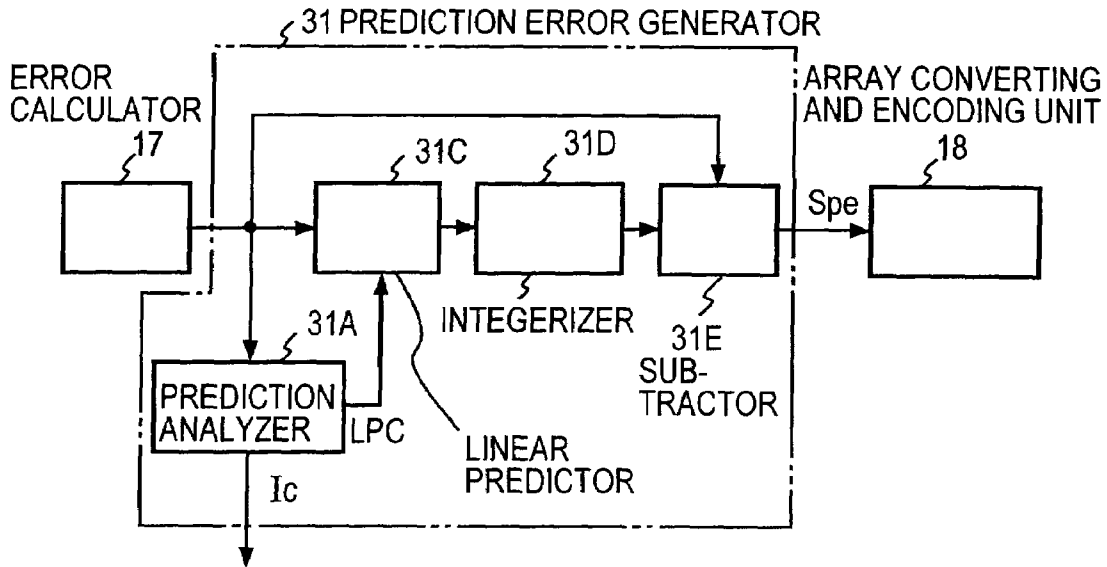 31 PREDICTION ERROR GENERATOR
ERROR
CALCULATOR
17
ARRAY CONVERTING
AND ENCODING UNIT
18
31C
31D
Spe
INTEGERIZER
31A
31E
SUB-
TRACTOR
PREDICTION
ANALYZER
LPC
LINEAR
PREDICTOR
Ic